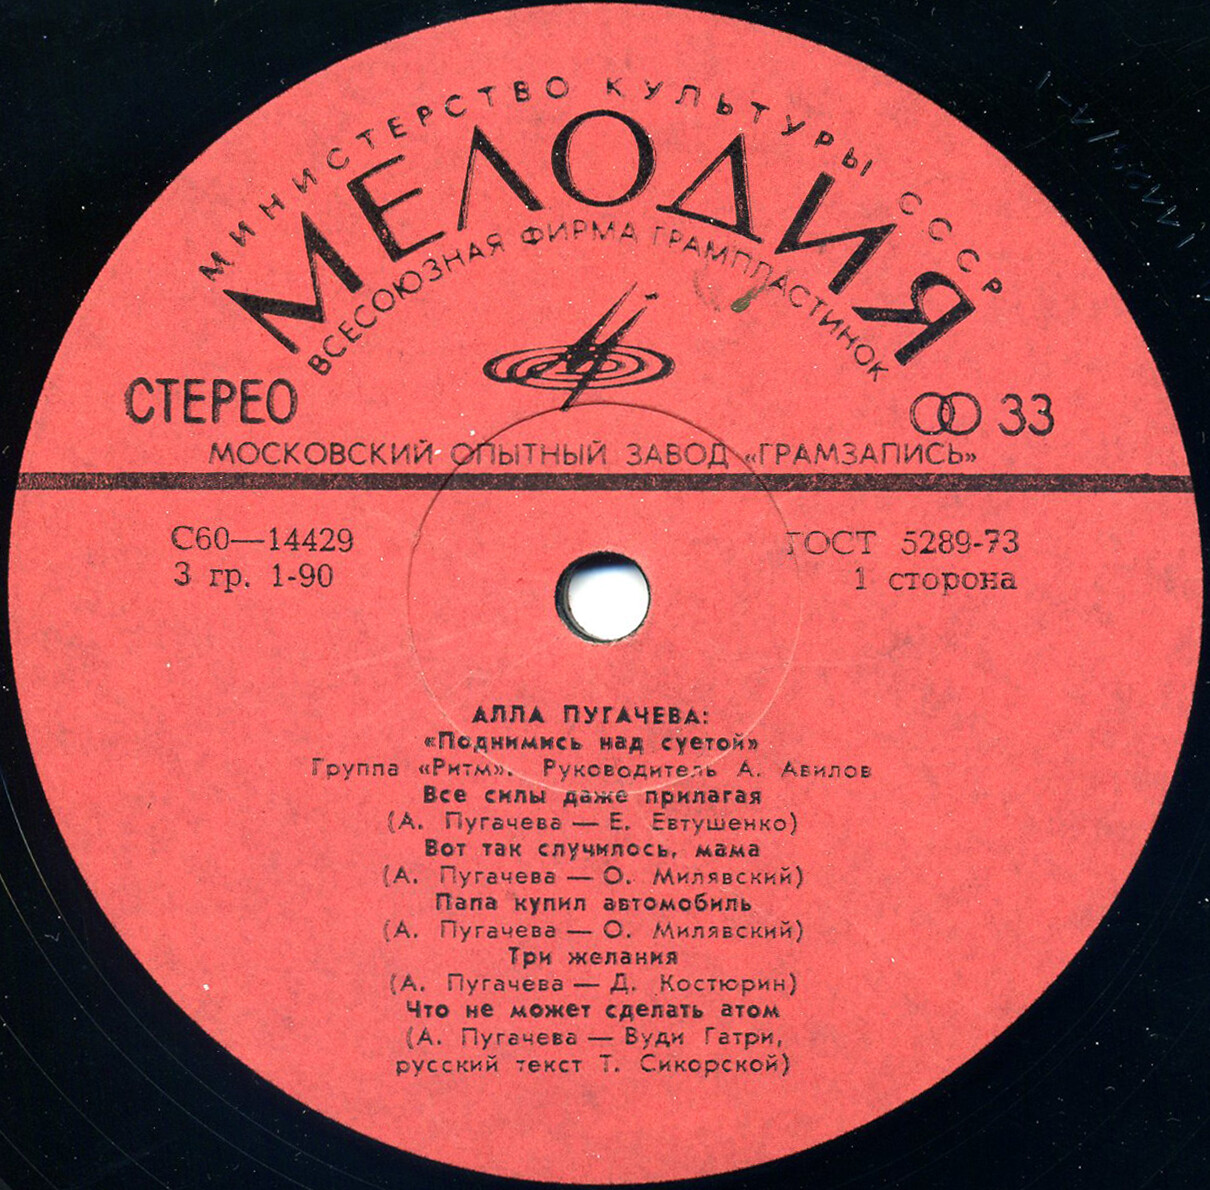 МИНИСТЕРСТВО КУЛЬТУРЫ СССР
МЕЛОДИЯ
ВСЕСОЮЗНАЯ ФИРМА ГРАМПЛАСТИНОК
СТЕРЕО
33
МОСКОВСКИЙ ОПЫТНЫЙ ЗАВОД «ГРАМЗАПИСЬ»
С60—14429
ГОСТ 5289-73
3 гр. 1-90
1 сторона
АЛЛА ПУГАЧЕВА:
«Поднимись над суетой»
Группа «Ритм». Руководитель А. Авилов
Все силы даже прилагая
(А. Пугачева — Е. Евтушенко)
Вот так случилось, мама
(А. Пугачева — О. Милявский)
Папа купил автомобиль
(А. Пугачева — О. Милявский)
Три желания
(А. Пугачева — Д. Костюрин)
Что не может сделать атом
(А. Пугачева — Вуди Гатри,
русский текст Т. Сикорской)